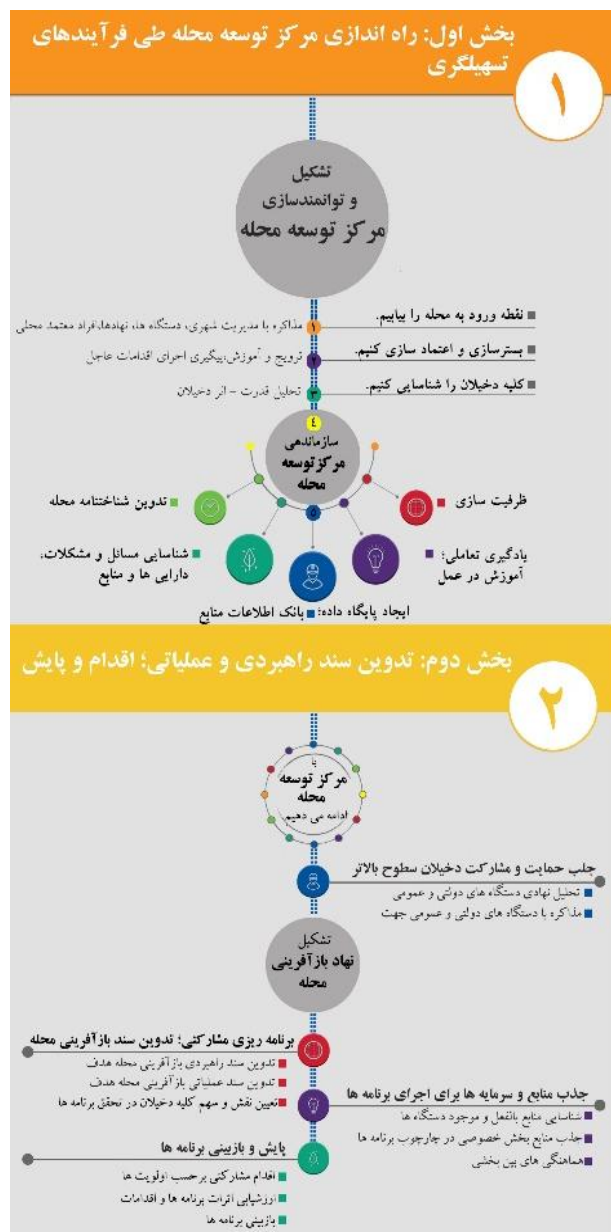 بخش اول: راه اندازی مرکز توسعه محله طی فرآیندهای
تسهیلگری
۱
تشکیل
و توانمندسازی
مرکز توسعه محله
نقطه ورود به محله را بیابیم.
۱
مذاکره با مدیریت شهری، دستگاه ها، نهادها،افراد معتمد محلی
بسترسازی و اعتماد سازی کنیم.
۲
ترویج و آموزش،پیگیری اجرای اقدامات عاجل
کلیه دخیلان را شناسایی کنیم.
۳
تحلیل قدرت - اثر دخیلان
۴
سازماندهی
مرکز توسعه
محله
۵
ظرفیت سازی
تدوین شناختنامه محله
یادگیری تعاملی؛
آموزش در عمل
شناسایی مسائل و مشکلات،
دارایی ها و منابع
ایجاد پایگاه داده؛ بانک اطلاعات منابع
بخش دوم: تدوین سند راهبردی و عملیاتی؛ اقدام و پایش
۲
با
مرکز توسعه
محله
ادامه می دهیم
جلب حمایت و مشارکت دخیلان سطوح بالاتر
تحلیل نهادی دستگاه های دولتی و عمومی
مذاکره با دستگاه های دولتی و عمومی جهت
تشکیل
نهاد بازآفرینی
محله
برنامه ریزی مشارکتی؛ تدوین سند بازآفرینی محله
تدوین سند راهبردی بازآفرینی محله هدف
تدوین سند عملیاتی بازآفرینی محله هدف
تعیین نقش و سهم کلیه دخیلان در تحقق برنامه ها
جذب منابع و سرمایه ها برای اجرای برنامه ها
شناسایی منابع بالفعل و موجود دستگاه ها
جذب منابع بخش خصوصی در چارچوب برنامه ها
هماهنگی های بین بخشی
پایش و بازبینی برنامه ها
اقدام مشارکتی برحسب اولویت ها
ارزشیابی اثرات برنامه ها و اقدامات
بازبینی برنامه ها